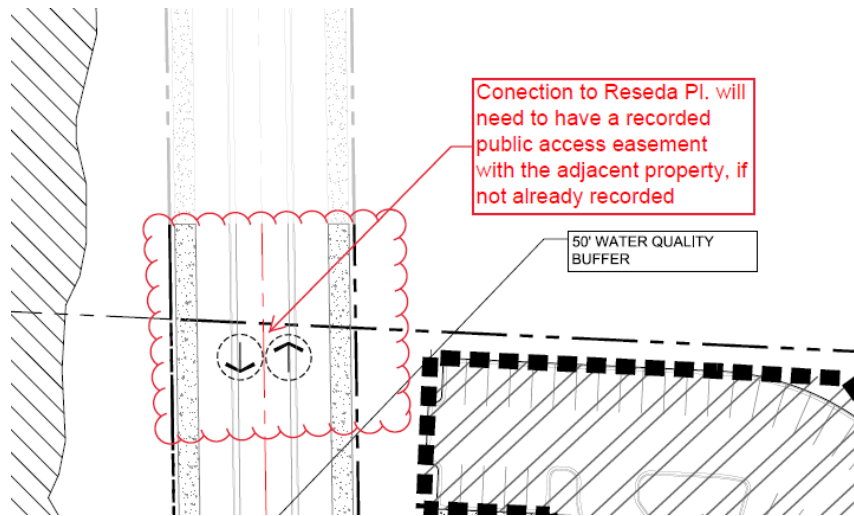 Conection to Reseda Pl. will
need to have a recorded
public access easement
with the adjacent property, if
not already recorded
50' WATER QUALITY
BUFFER